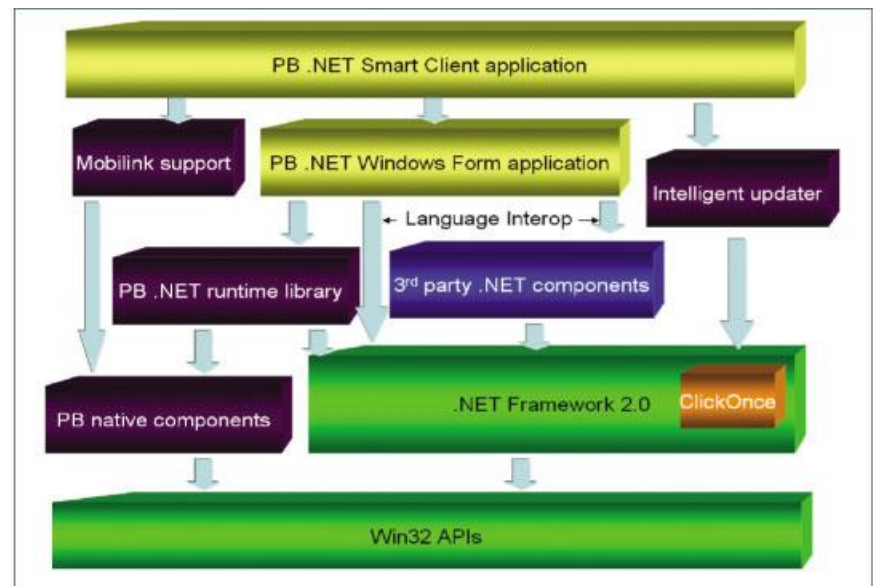 PB .NET Smart Client application
Mobilink support
PB .NET Windows Form application
Intelligent updater
Language Interop
PB .NET runtime library
3rd party .NET components
.NET Framework 2.0
ClickOnce
PB native components
Win32 APIs